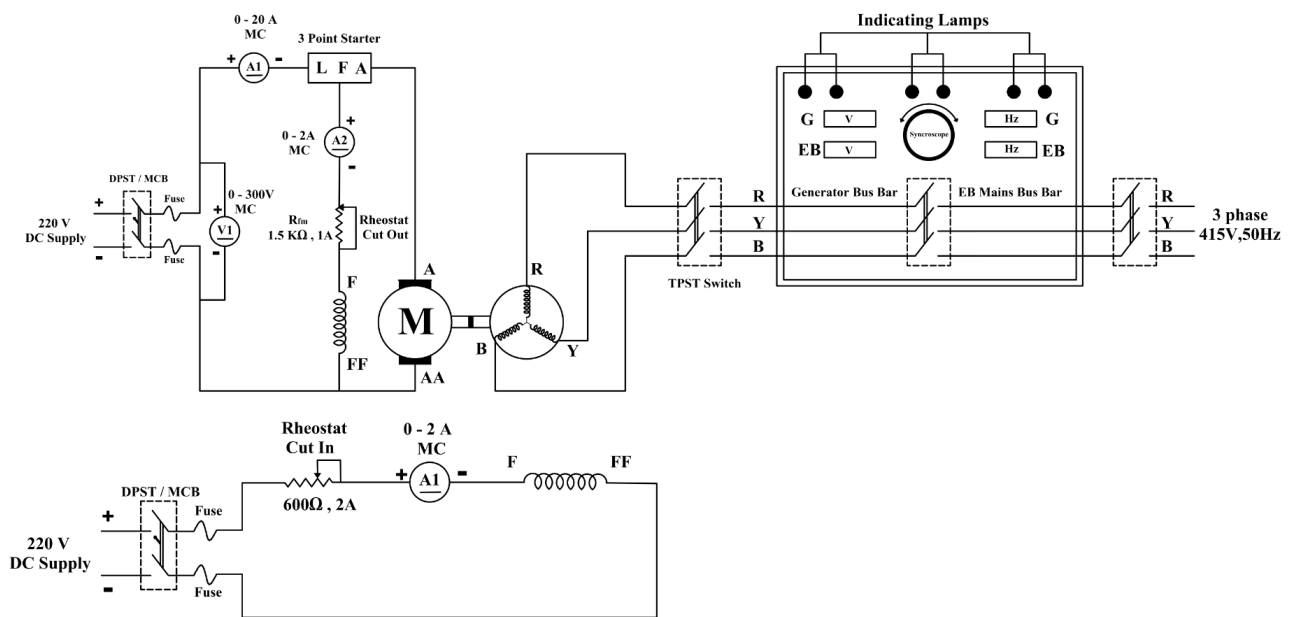 0 - 20 A
MC
3 Point Starter
+
A1
-
L F A
+
0 - 2A
MC
A2
-
DPST / MCB
Fuse
+
0 - 300V
MC
V1
-
+
220 V
DC Supply
-
Fuse
Rfm
1.5 KΩ , 1A
Rheostat
Cut Out
F
FF
A
M
AA
R
B
Y
Indicating Lamps
G
V
Syncroscope
Hz
G
EB
V
Hz
EB
R
Generator Bus Bar
EB Mains Bus Bar
R
Y
Y
B
B
3 phase
415V,50Hz
TPST Switch
Rheostat
Cut In
0 - 2 A
MC
+
A1
-
F
FF
600Ω , 2A
DPST / MCB
Fuse
+
220 V
DC Supply
-
Fuse